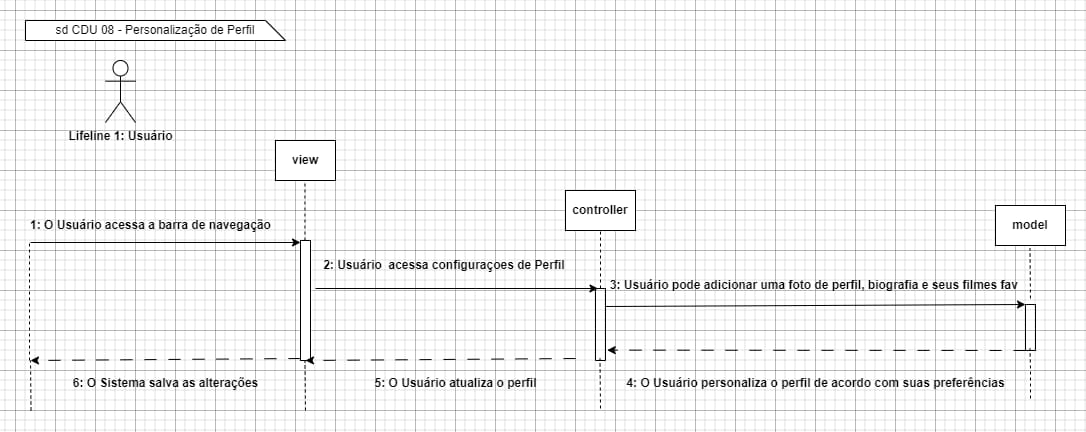 sd CDU 08 - Personalização de Perfil
Lifeline 1: Usuário
view
controller
model
1: O Usuário acessa a barra de navegação
2: Usuário  acessa configuraçoes de Perfil
3: Usuário pode adicionar uma foto de perfil, biografia e seus filmes fav
6: O Sistema salva as alterações
5: O Usuário atualiza o perfil
4: O Usuário personaliza o perfil de acordo com suas preferências